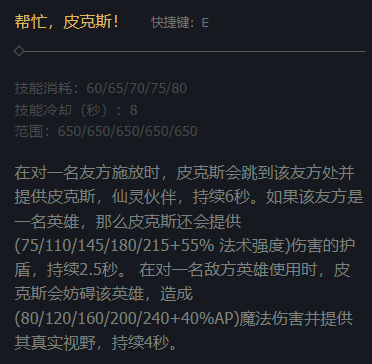 帮忙，皮克斯！ 快捷键：E
技能消耗：60/65/70/75/80
技能冷却（秒）：8
范围：650/650/650/650/650
在对一名友方施放时，皮克斯会跳到该友方处并
提供皮克斯，仙灵伙伴，持续6秒。如果该友方是
一名英雄，那么皮克斯还会提供
(75/110/145/180/215+55% 法术强度)伤害的护
盾，持续2.5秒。 在对一名敌方英雄使用时，皮
克斯会妨碍该英雄，造成
(80/120/160/200/240+40%AP)魔法伤害并提供
其真实视野，持续4秒。